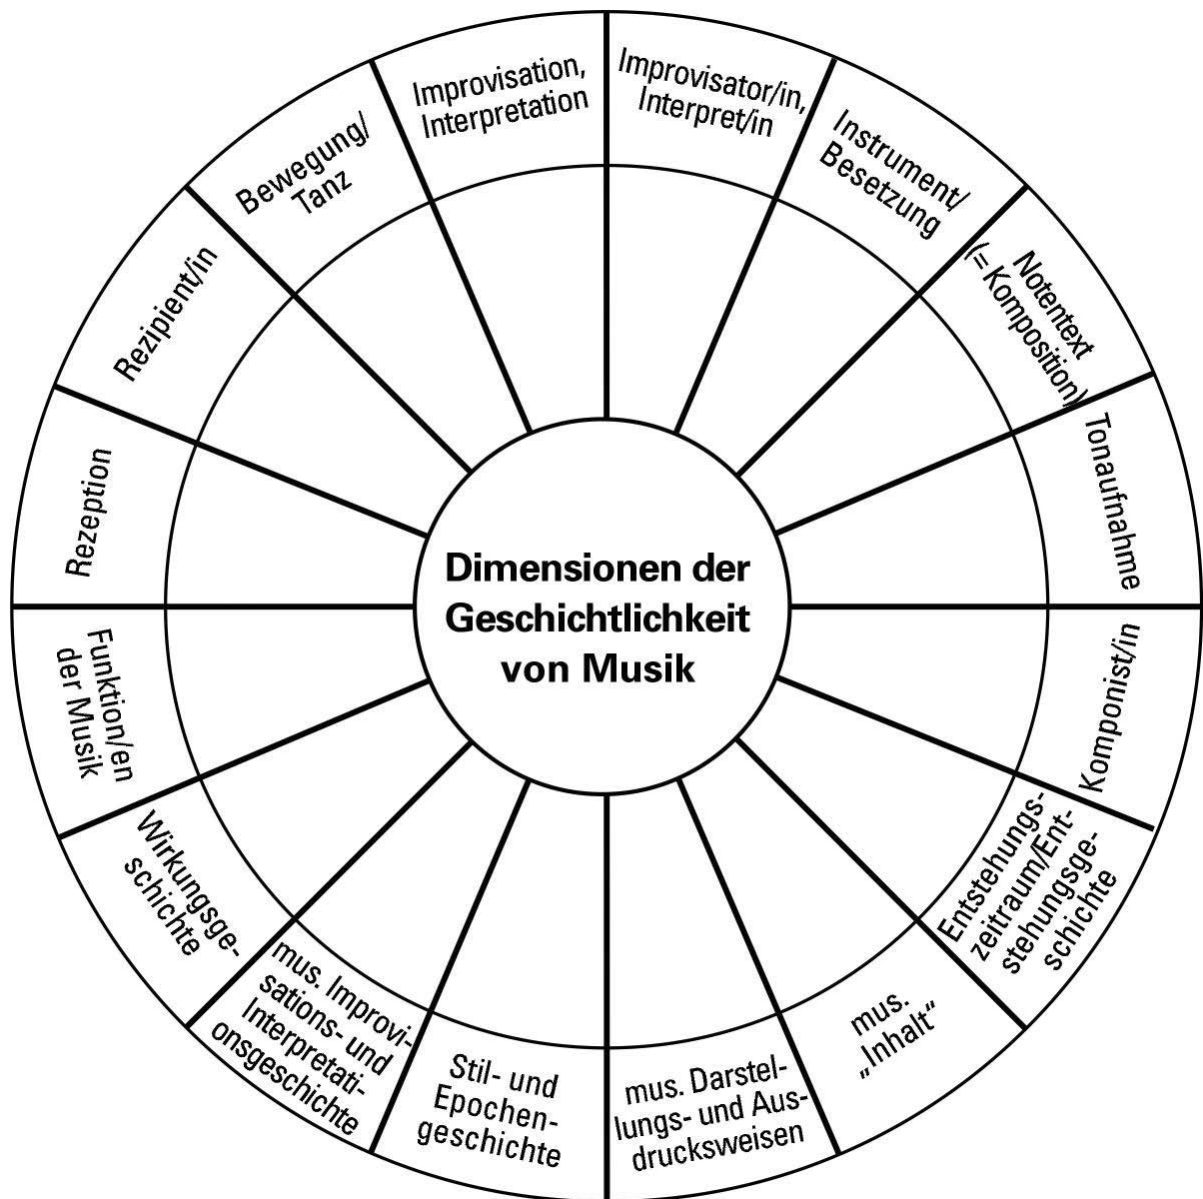 Improvisation,
Interpretation
Improvisator/in,
Interpret/in
Instrument/
Besetzung
Notentext
(= Komposition)
Tonaufnahme
Komponist/in
Entstehungs-
zeitraum/Ent-
stehungsge-
schichte
mus.
„Inhalt“
mus. Darstel-
lungs- und Aus-
drucksweisen
Stil- und
Epochen-
geschichte
mus. Improvi-
sations- und
Interpretati-
onsgeschichte
Wirkungsge-
schichte
Funktion/en
der Musik
Rezeption
Rezipient/in
Bewegung/
Tanz
Dimensionen der
Geschichtlichkeit
von Musik